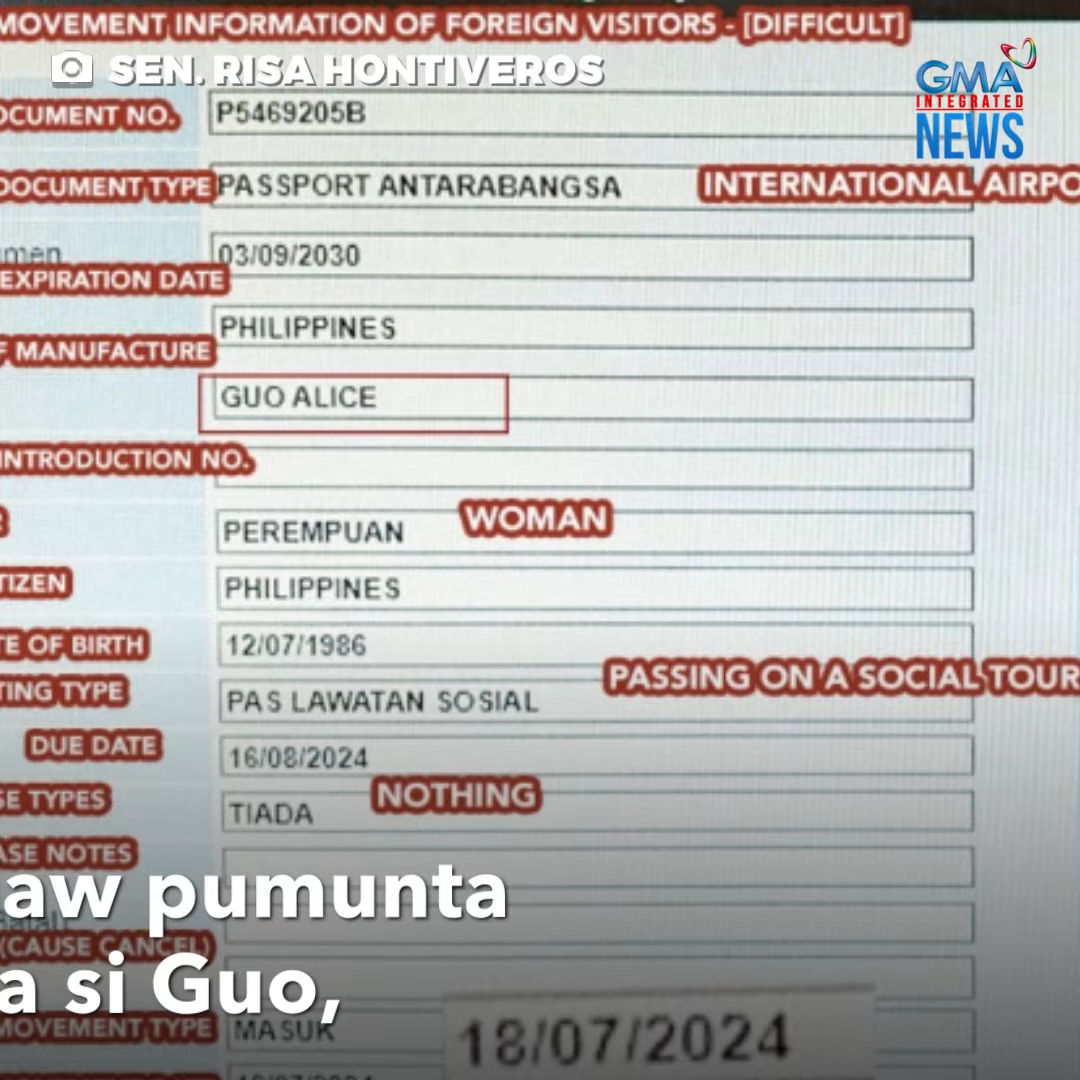 MOVEMENT INFORMATION OF FOREIGN VISITORS - [DIFFICULT]
SEN. RISA HONTIVEROS
GMA
INTEGRATED
NEWS
DOCUMENT NO. P5469205B
DOCUMENT TYPE PASSPORT ANTARABANGSA INTERNATIONAL AIRPO
umen 03/09/2030
EXPIRATION DATE
PHILIPPINES
F MANUFACTURE
GUO ALICE
INTRODUCTION NO.
PEREMPUAN WOMAN
TIZEN PHILIPPINES
TE OF BIRTH 12/07/1986
PASSING ON A SOCIAL TOUR
TING TYPE PAS LAWATAN SOSIAL
DUE DATE 16/08/2024
SE TYPES TIADA NOTHING
ASE NOTES
aw pumunta
(CAUSE CANCEL)
a si Guo,
MOVEMENT TYPE MASUK 18/07/2024